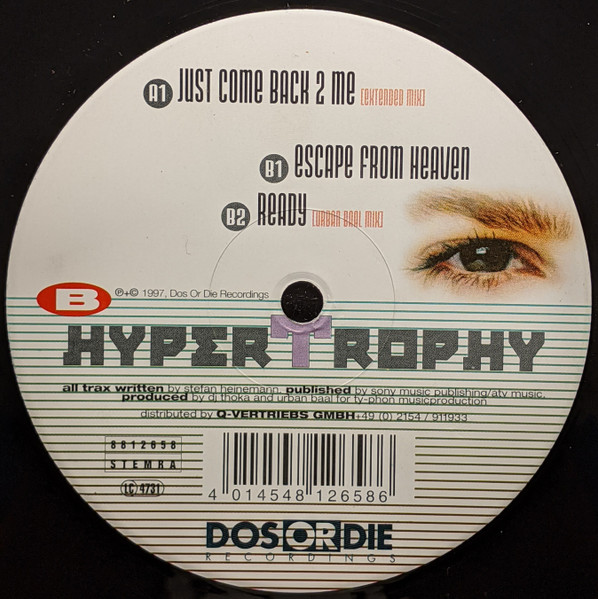 A1 JUST COME BACK 2 ME [EXTENDED MIX]
B1 ESCAPE FROM HEAVEN
B2 READY [URBAN BAAL MIX]
B ℗+© 1997, Dos Or Die Recordings
HYPERTROPHY
all trax written by stefan heinemann. published by sony music publishing/atv music.
produced by dj thoka and urban baal for ty-phon musicproduction
distributed by Q-VERTRIEBS GMBH +49 (0) 2154 / 911933
8812658
STEMRA
LC 4731
4 014548 126586
DOS OR DIE
RECORDINGS